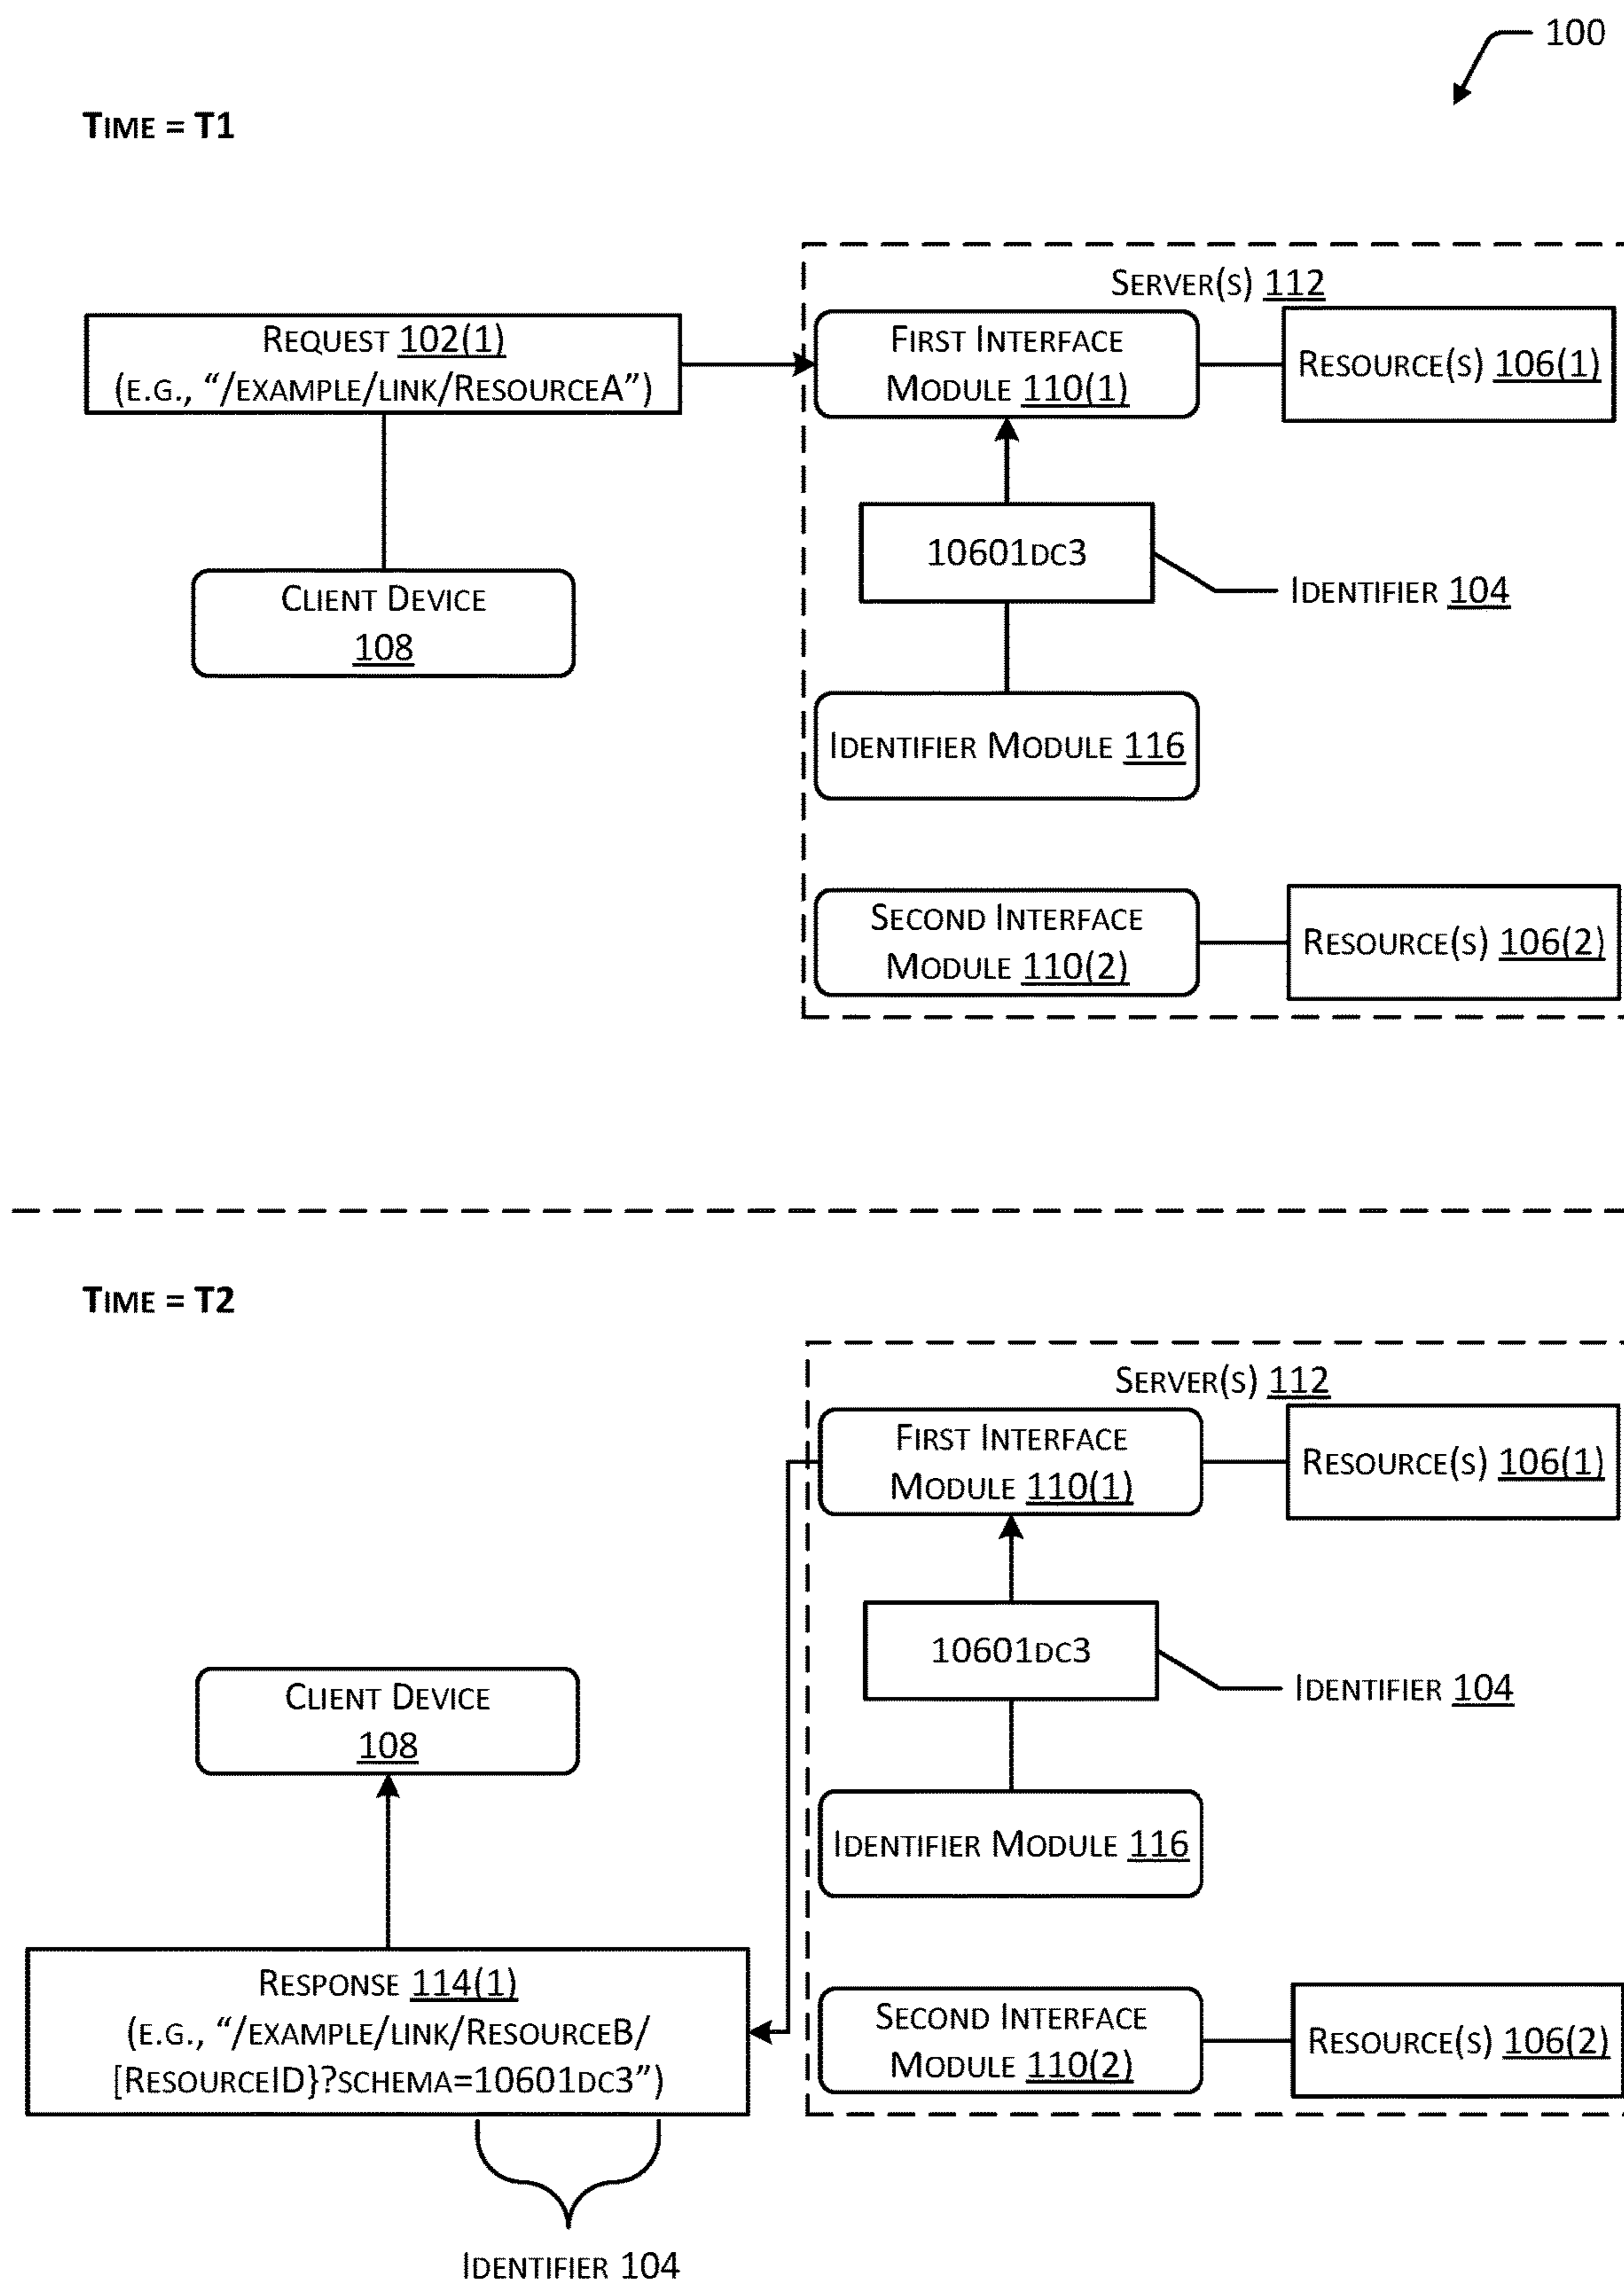 100
TIME = T1
SERVER(S) 112
REQUEST 102(1)
(E.G., “/EXAMPLE/LINK/RESOURCEA”)
FIRST INTERFACE
MODULE 110(1)
RESOURCE(S) 106(1)
10601DC3
IDENTIFIER 104
CLIENT DEVICE
108
IDENTIFIER MODULE 116
SECOND INTERFACE
MODULE 110(2)
RESOURCE(S) 106(2)
TIME = T2
SERVER(S) 112
FIRST INTERFACE
MODULE 110(1)
RESOURCE(S) 106(1)
10601DC3
IDENTIFIER 104
CLIENT DEVICE
108
IDENTIFIER MODULE 116
RESPONSE 114(1)
(E.G., “/EXAMPLE/LINK/RESOURCEB/
[RESOURCEID}?SCHEMA=10601DC3”)
SECOND INTERFACE
MODULE 110(2)
RESOURCE(S) 106(2)
IDENTIFIER 104